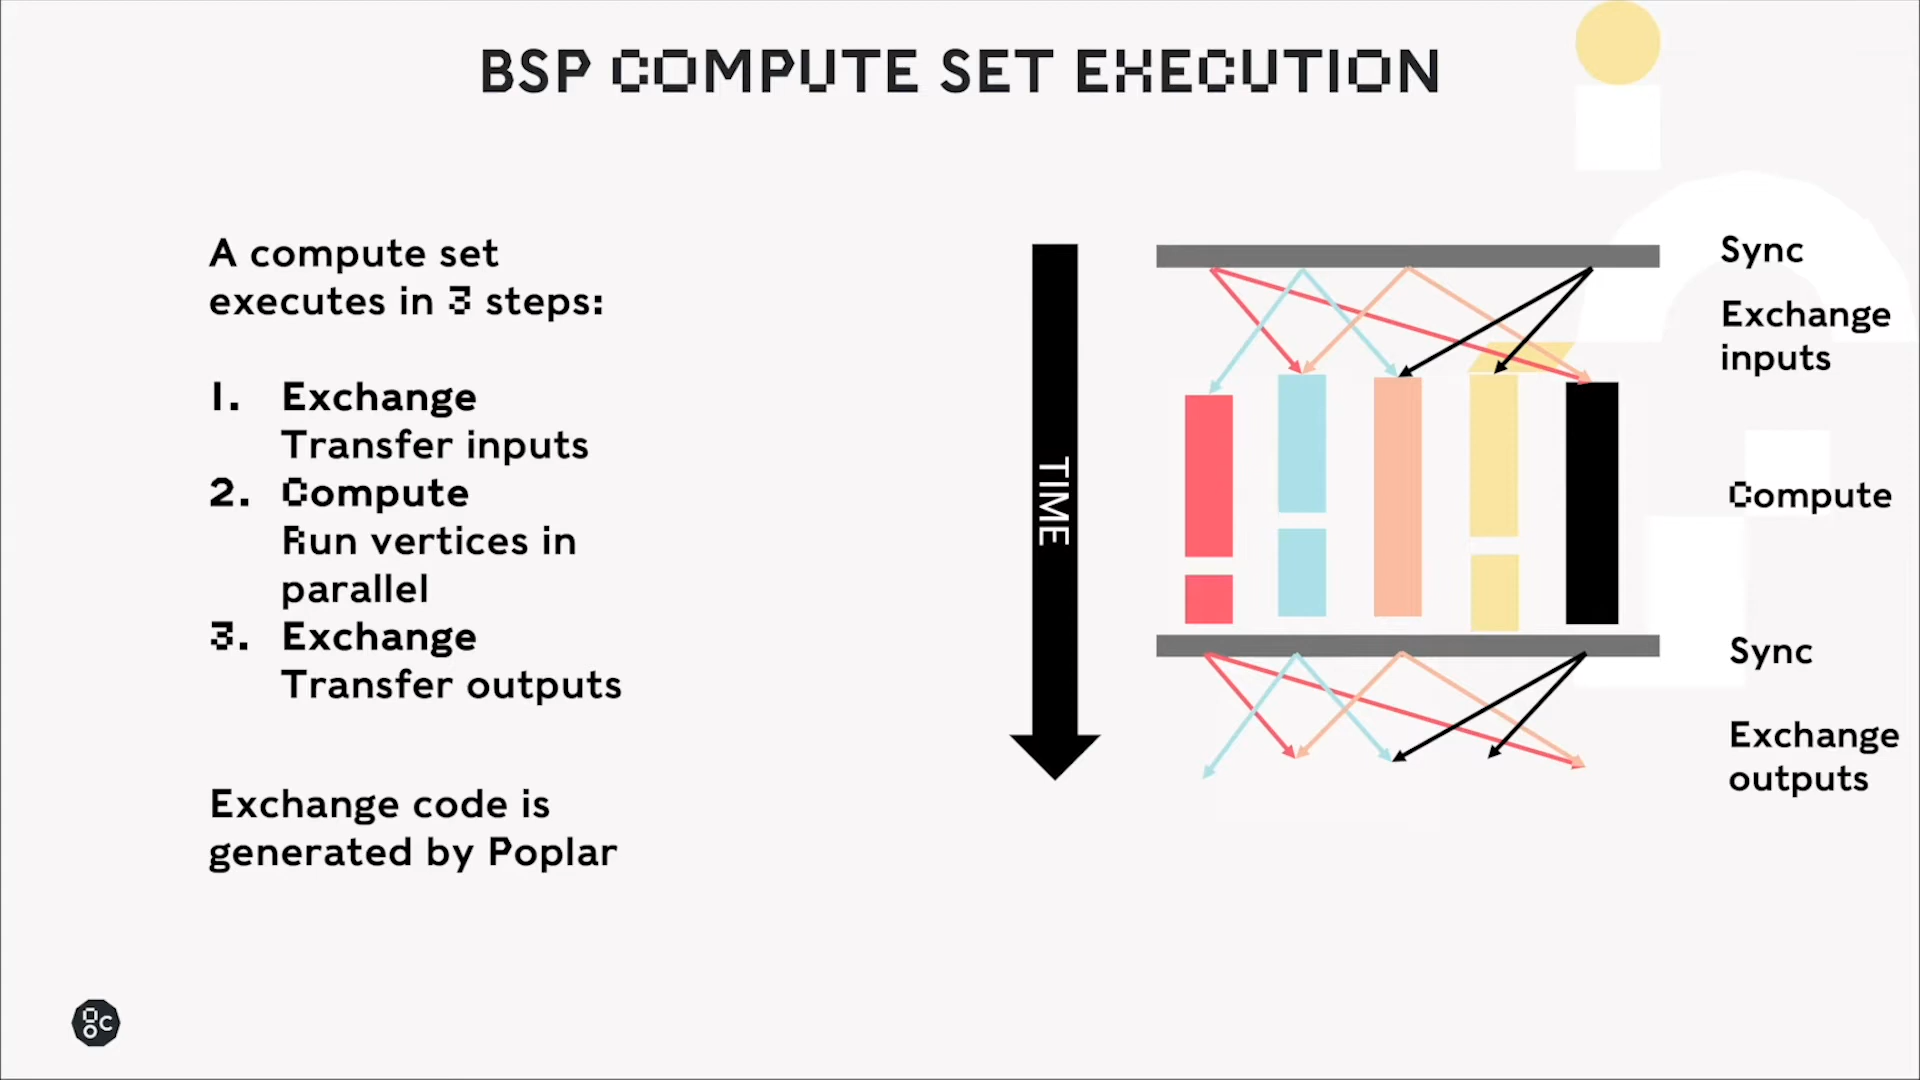 BSP COMPUTE SET EXECUTION
A compute set
executes in 3 steps:
1. Exchange
Transfer inputs
2. Compute
Run vertices in
parallel
3. Exchange
Transfer outputs
Exchange code is
generated by Poplar
TIME
Sync
Exchange
inputs
Compute
Sync
Exchange
outputs
gc